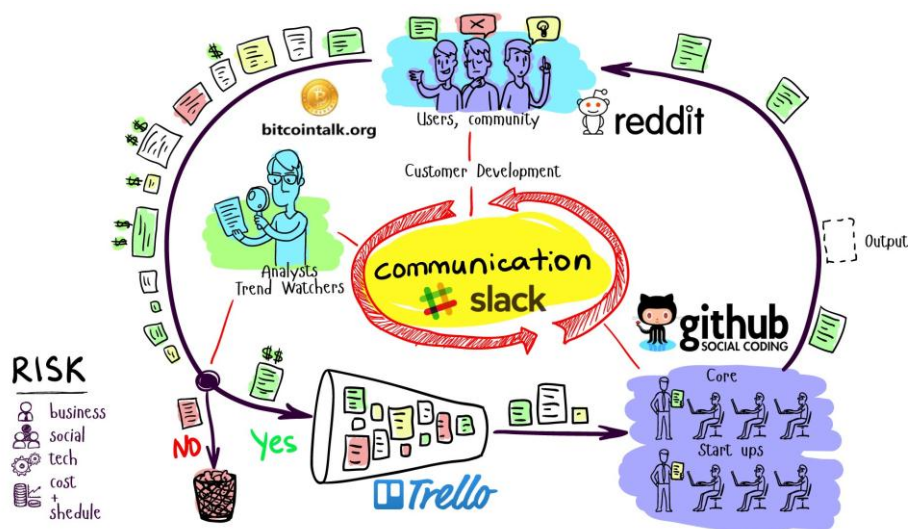 $
$$
$
$$
bitcointalk.org
Users, community
reddit
Customer Development
Analysts
Trend Watchers
communication
slack
Output
github
SOCIAL CODING
RISK
business
social
tech
cost
+
shedule
NO
Yes
$$
Trello
Core
Start ups